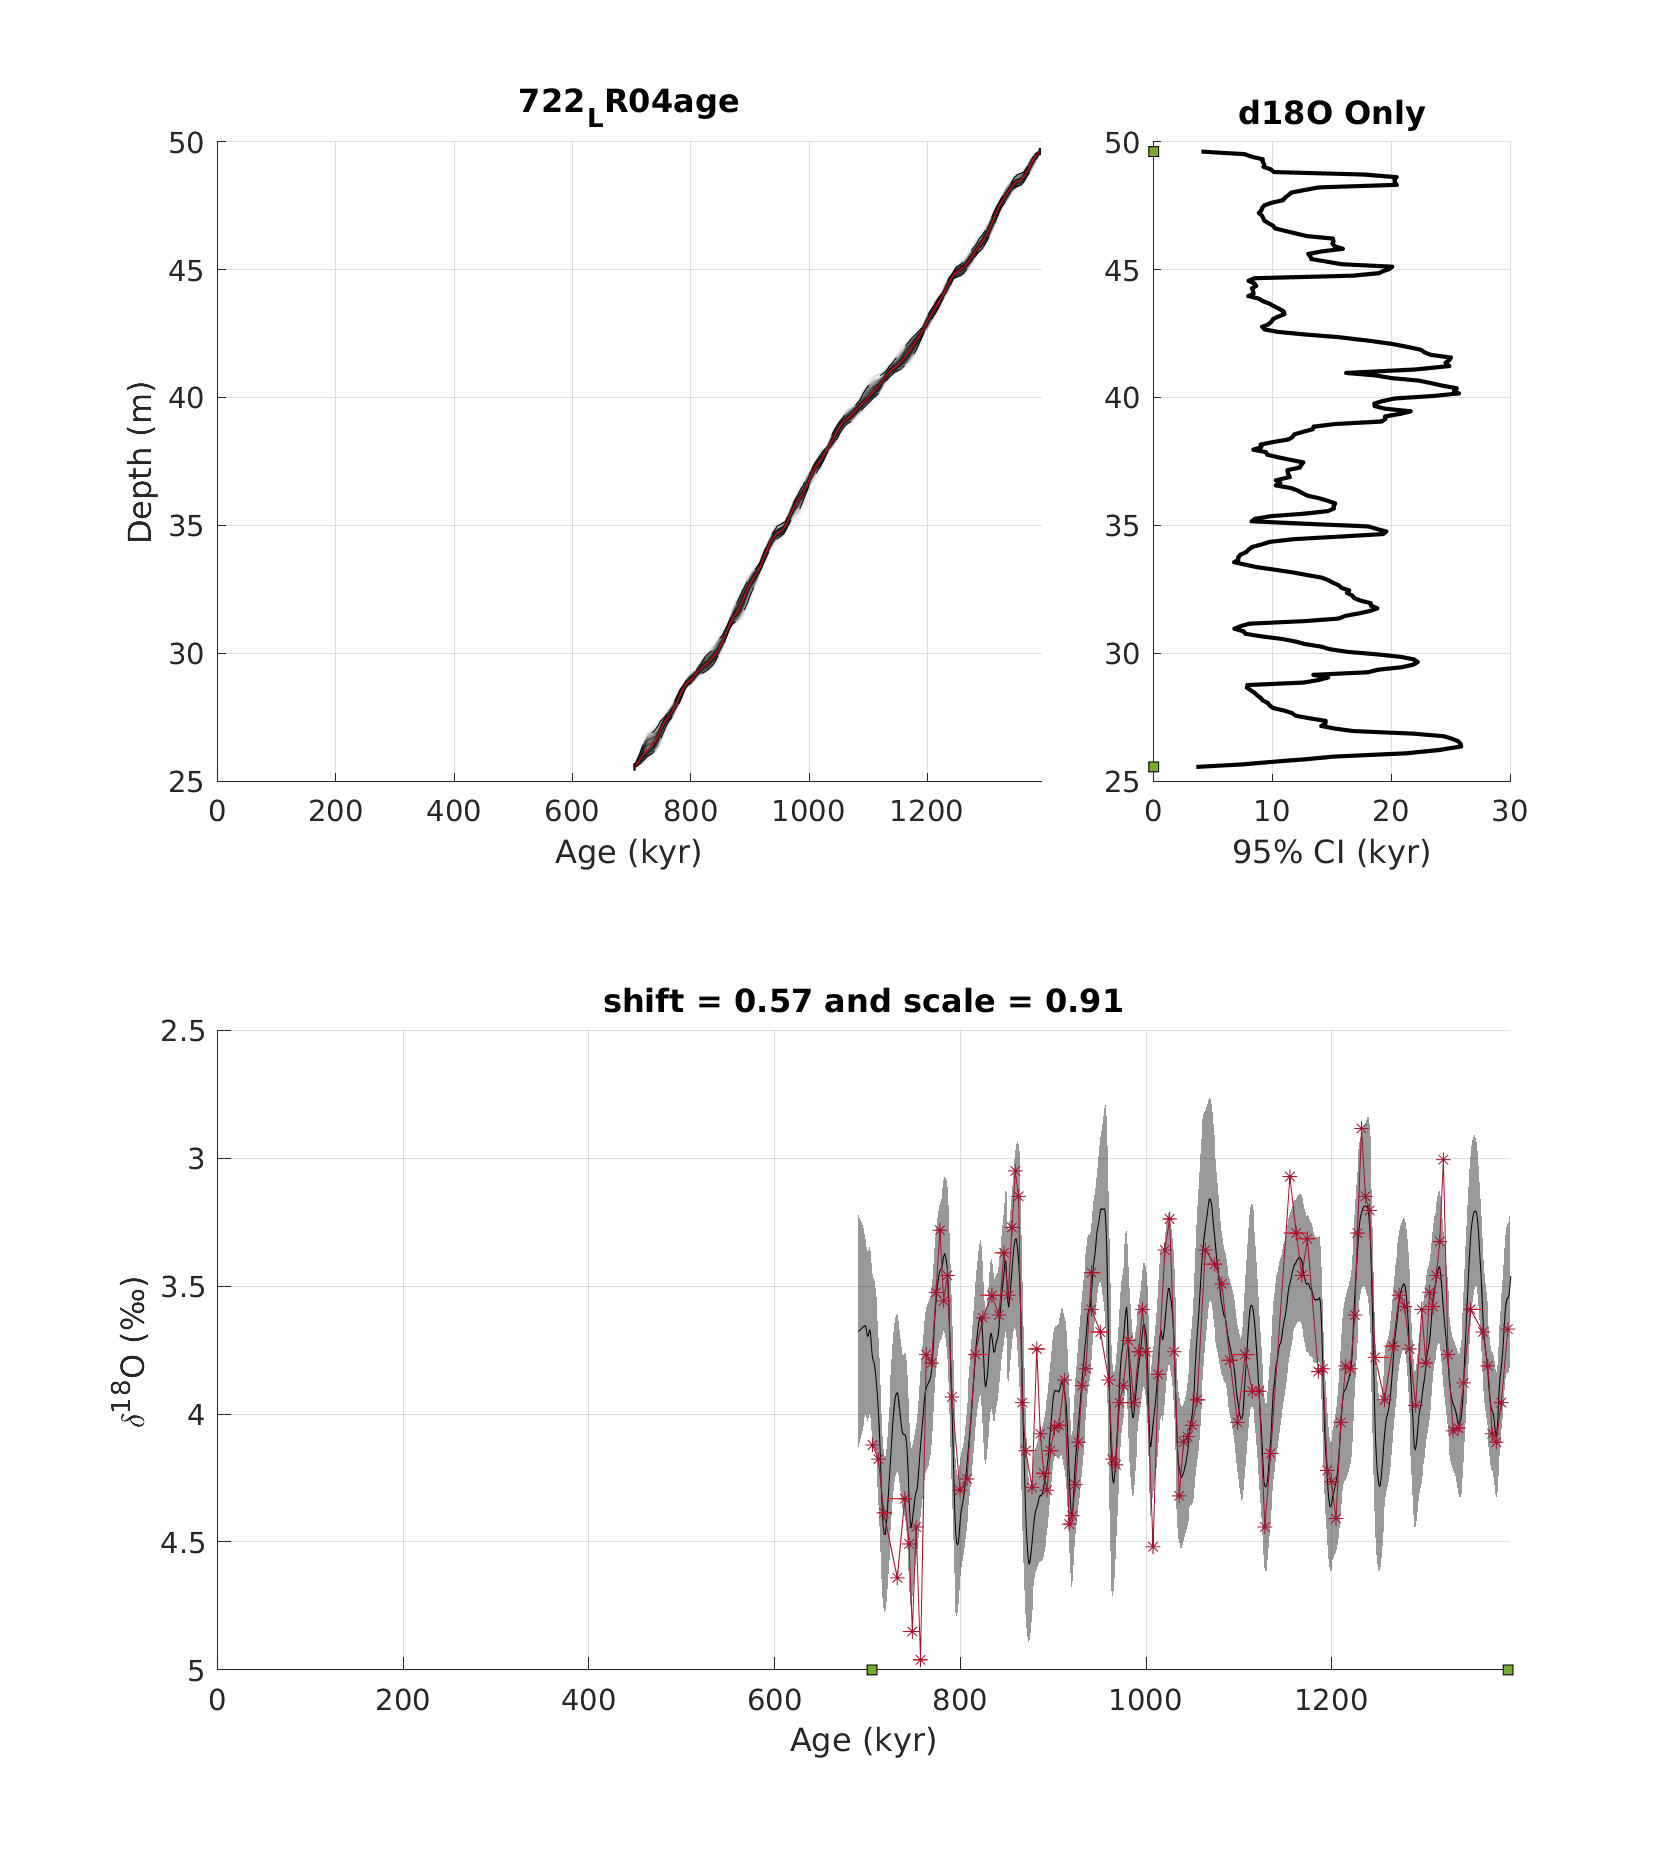 722LR04age
d18O Only
50
45
40
35
30
25
Depth (m)
0 200 400 600 800 1000 1200
Age (kyr)
50
45
40
35
30
25
0 10 20 30
95% CI (kyr)
shift = 0.57 and scale = 0.91
2.5
3
3.5
4
4.5
5
δ18O (‰)
0 200 400 600 800 1000 1200
Age (kyr)